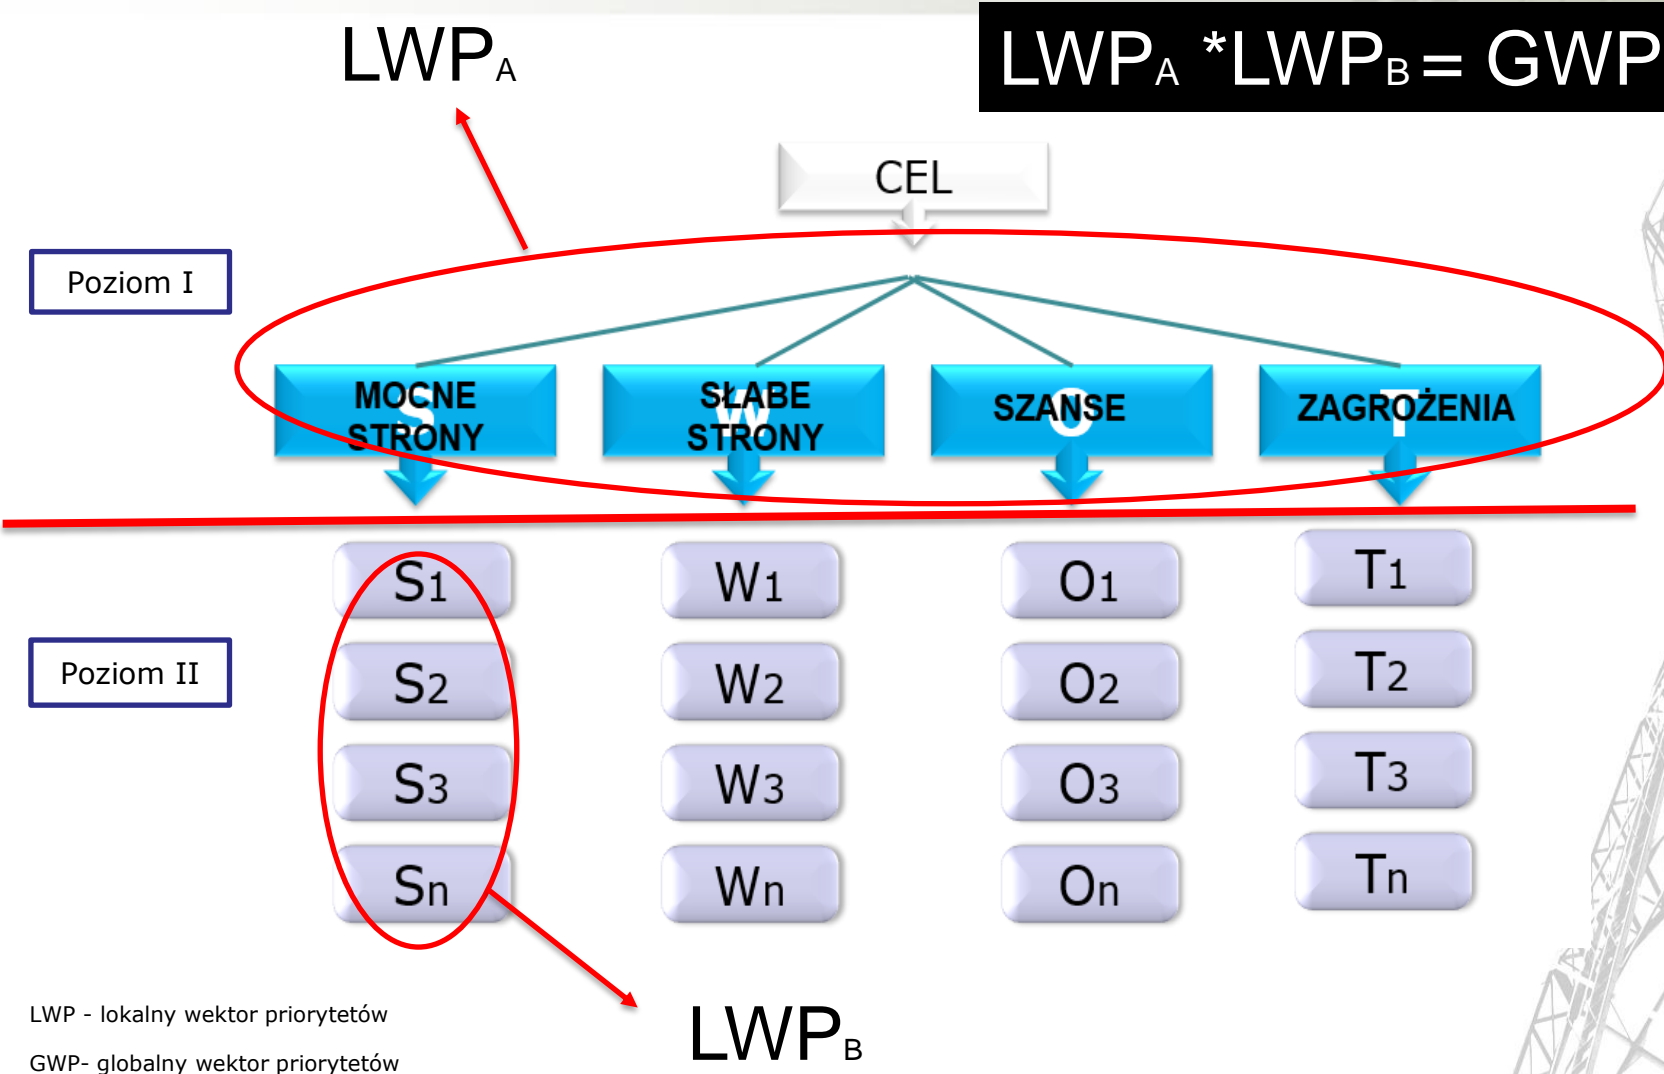 LWPA
LWPA *LWPB = GWP
CEL
Poziom I
S
MOCNE
STRONY
W
SŁABE
STRONY
O
SZANSE
T
ZAGROŻENIA
S1
W1
O1
T1
Poziom II
S2
W2
O2
T2
S3
W3
O3
T3
Sn
Wn
On
Tn
LWP - lokalny wektor priorytetów
GWP- globalny wektor priorytetów
LWPB